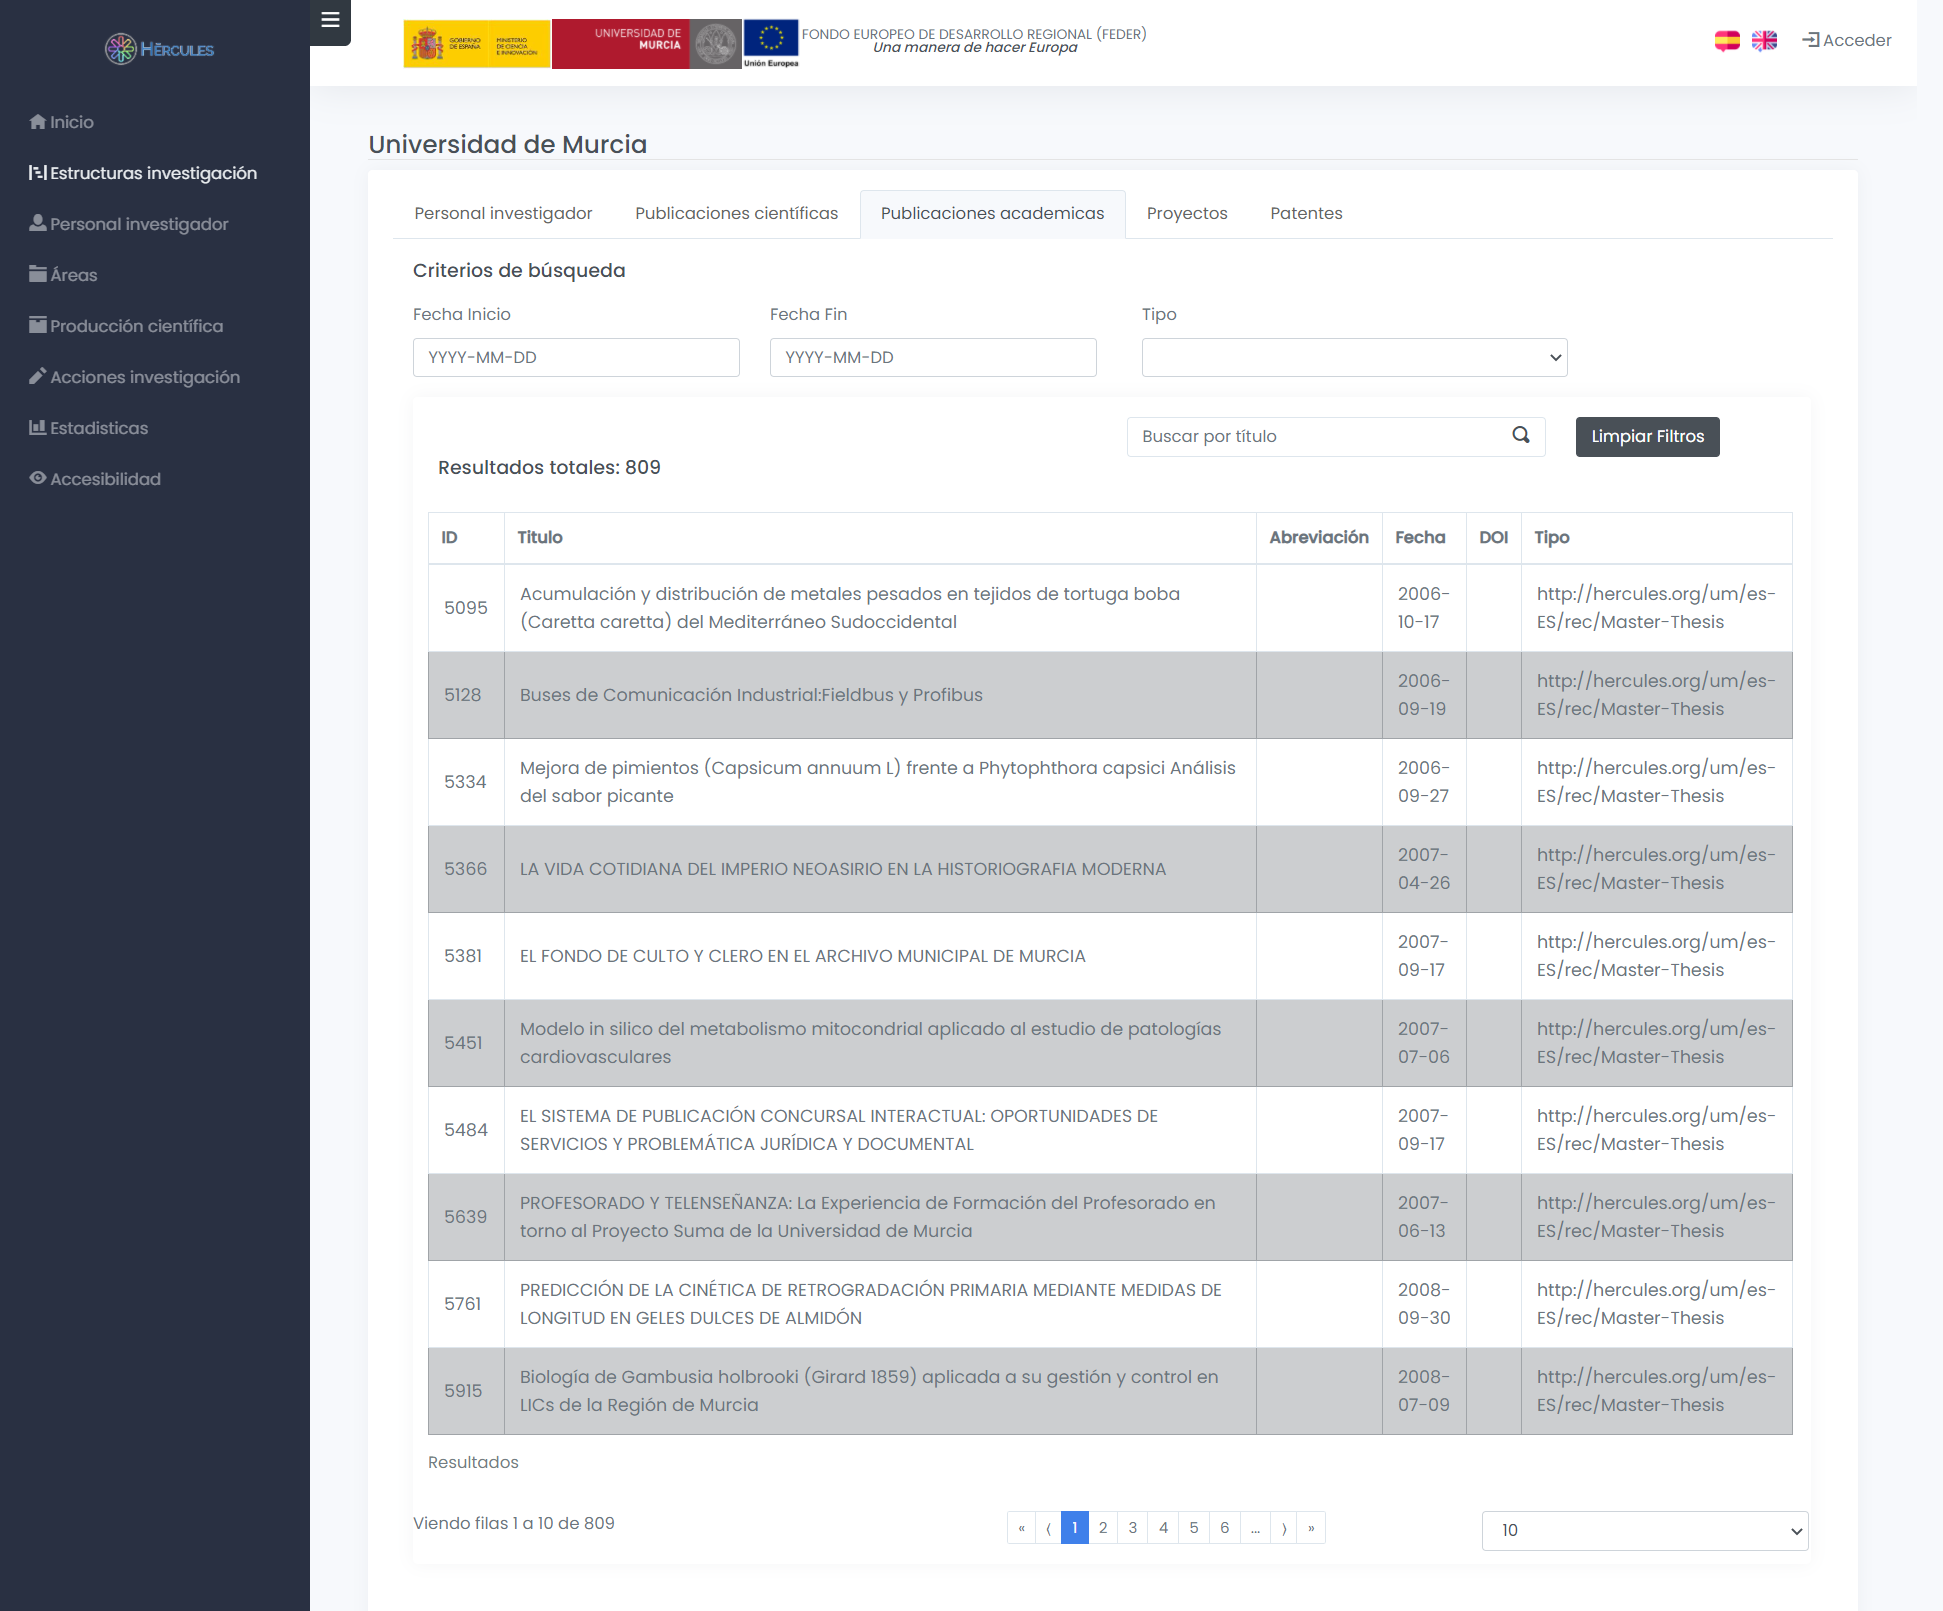 HĒRCULES
Inicio
Estructuras investigación
Personal investigador
Áreas
Producción científica
Acciones investigación
Estadisticas
Accesibilidad
GOBIERNO DE ESPAÑA
MINISTERIO DE CIENCIA E INNOVACIÓN
UNIVERSIDAD DE MURCIA
Unión Europea
FONDO EUROPEO DE DESARROLLO REGIONAL (FEDER)
Una manera de hacer Europa
Acceder
Universidad de Murcia
Personal investigador Publicaciones científicas Publicaciones academicas Proyectos Patentes
Criterios de búsqueda
Fecha Inicio Fecha Fin Tipo
YYYY-MM-DD YYYY-MM-DD
Buscar por título Limpiar Filtros
Resultados totales: 809
ID Titulo Abreviación Fecha DOI Tipo
5095 Acumulación y distribución de metales pesados en tejidos de tortuga boba 2006- http://hercules.org/um/es-
(Caretta caretta) del Mediterráneo Sudoccidental 10-17 ES/rec/Master-Thesis
5128 Buses de Comunicación Industrial:Fieldbus y Profibus 2006- http://hercules.org/um/es-
09-19 ES/rec/Master-Thesis
5334 Mejora de pimientos (Capsicum annuum L) frente a Phytophthora capsici Análisis 2006- http://hercules.org/um/es-
del sabor picante 09-27 ES/rec/Master-Thesis
5366 LA VIDA COTIDIANA DEL IMPERIO NEOASIRIO EN LA HISTORIOGRAFIA MODERNA 2007- http://hercules.org/um/es-
04-26 ES/rec/Master-Thesis
5381 EL FONDO DE CULTO Y CLERO EN EL ARCHIVO MUNICIPAL DE MURCIA 2007- http://hercules.org/um/es-
09-17 ES/rec/Master-Thesis
5451 Modelo in silico del metabolismo mitocondrial aplicado al estudio de patologías 2007- http://hercules.org/um/es-
cardiovasculares 07-06 ES/rec/Master-Thesis
5484 EL SISTEMA DE PUBLICACIÓN CONCURSAL INTERACTUAL: OPORTUNIDADES DE 2007- http://hercules.org/um/es-
SERVICIOS Y PROBLEMÁTICA JURÍDICA Y DOCUMENTAL 09-17 ES/rec/Master-Thesis
5639 PROFESORADO Y TELENSEÑANZA: La Experiencia de Formación del Profesorado en 2007- http://hercules.org/um/es-
torno al Proyecto Suma de la Universidad de Murcia 06-13 ES/rec/Master-Thesis
5761 PREDICCIÓN DE LA CINÉTICA DE RETROGRADACIÓN PRIMARIA MEDIANTE MEDIDAS DE 2008- http://hercules.org/um/es-
LONGITUD EN GELES DULCES DE ALMIDÓN 09-30 ES/rec/Master-Thesis
5915 Biología de Gambusia holbrooki (Girard 1859) aplicada a su gestión y control en 2008- http://hercules.org/um/es-
LICs de la Región de Murcia 07-09 ES/rec/Master-Thesis
Resultados
Viendo filas 1 a 10 de 809 « ⟨ 1 2 3 4 5 6 ... ⟩ » 10